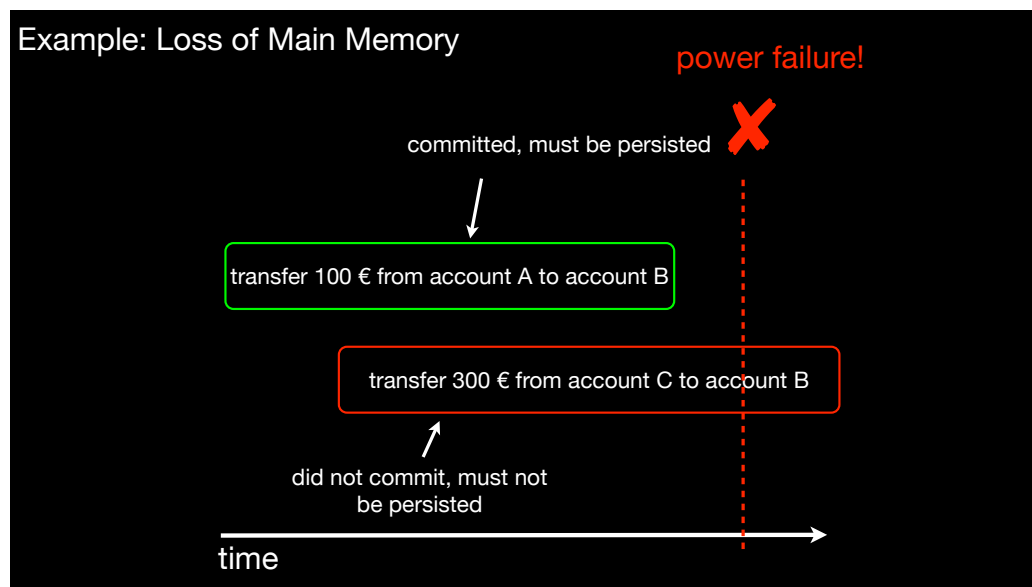 Example: Loss of Main Memory
power failure!
committed, must be persisted
transfer 100 € from account A to account B
transfer 300 € from account C to account B
did not commit, must not
be persisted
time